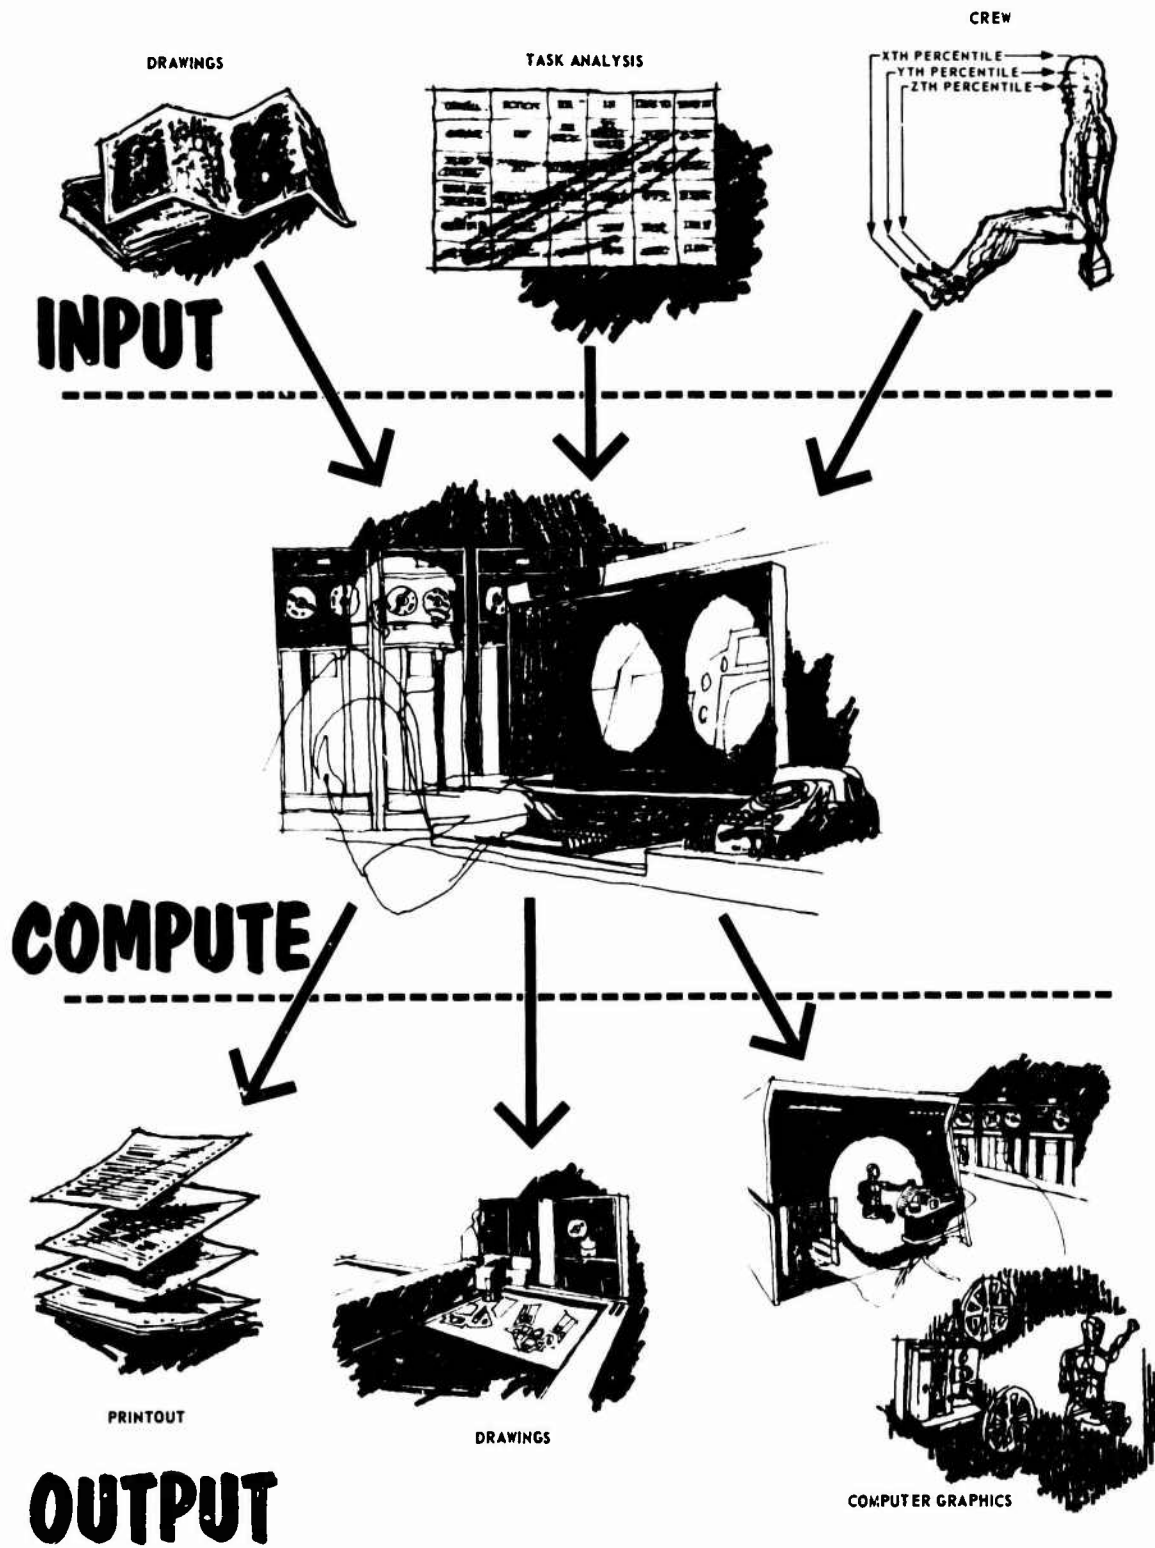 CREW
DRAWINGS
TASK ANALYSIS
XTH PERCENTILE
YTH PERCENTILE
ZTH PERCENTILE
INPUT
COMPUTE
PRINTOUT
DRAWINGS
COMPUTER GRAPHICS
OUTPUT